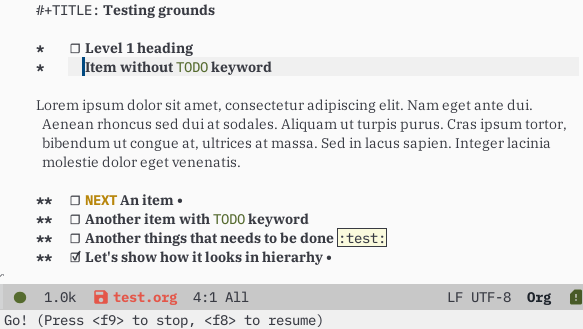 #+TITLE: Testing grounds
* ☐ Level 1 heading
* Item without TODO keyword
Lorem ipsum dolor sit amet, consectetur adipiscing elit. Nam eget ante dui.
Aenean rhoncus sed dui at sodales. Aliquam ut turpis purus. Cras ipsum tortor,
bibendum ut congue at, ultrices at massa. Sed in lacus sapien. Integer lacinia
molestie dolor eget venenatis.
** ☐ NEXT An item •
** ☐ Another item with TODO keyword
** ☐ Another things that needs to be done :test:
** ☑ Let's show how it looks in hierarhy •
1.0k test.org 4:1 All LF UTF-8 Org
Go! (Press <f9> to stop, <f8> to resume)